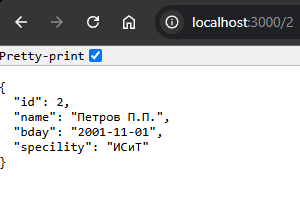 localhost:3000/2
Pretty-print
{
  "id": 2,
  "name": "Петров П.П.",
  "bday": "2001-11-01",
  "specility": "ИСиТ"
}